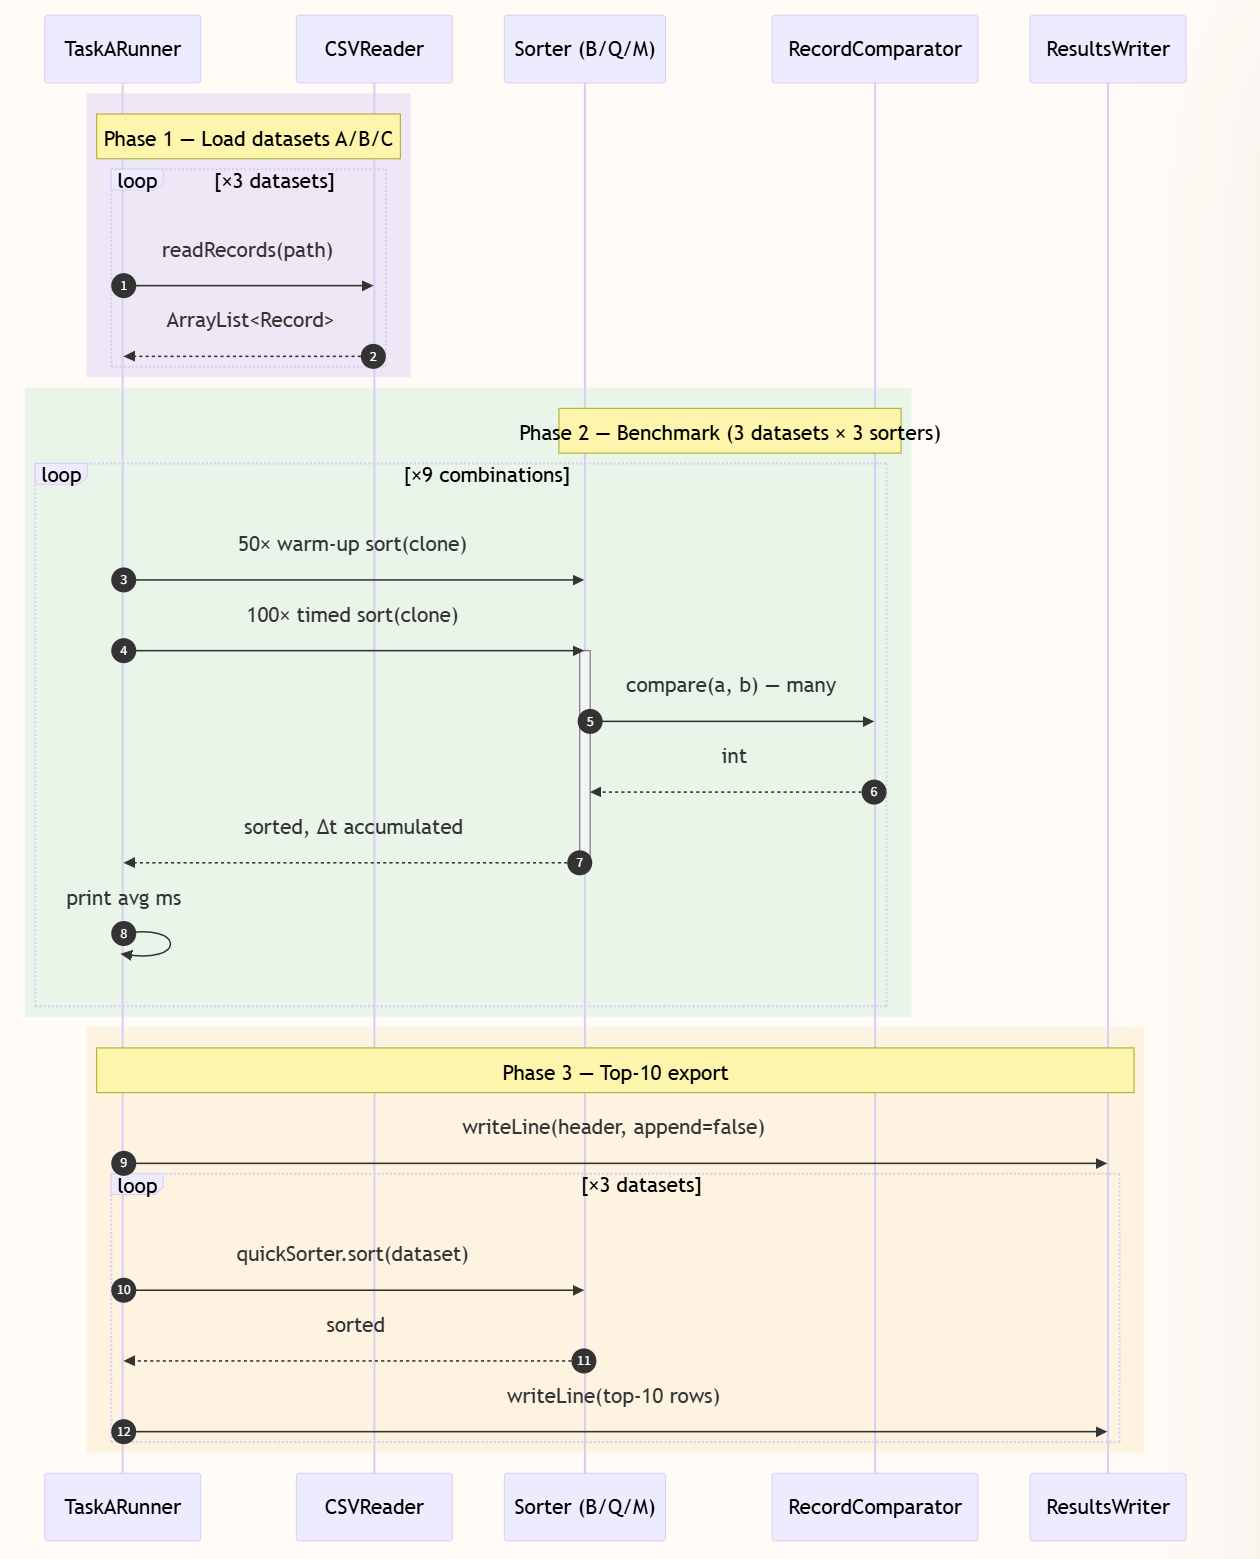 TaskARunner
CSVReader
Sorter (B/Q/M)
RecordComparator
ResultsWriter
Phase 1 — Load datasets A/B/C
loop
[×3 datasets]
readRecords(path)
1
ArrayList<Record>
2
Phase 2 — Benchmark (3 datasets × 3 sorters)
loop
[×9 combinations]
50× warm-up sort(clone)
3
100× timed sort(clone)
4
compare(a, b) — many
5
int
6
sorted, Δt accumulated
7
print avg ms
8
Phase 3 — Top-10 export
writeLine(header, append=false)
9
loop
[×3 datasets]
quickSorter.sort(dataset)
10
sorted
11
writeLine(top-10 rows)
12
TaskARunner
CSVReader
Sorter (B/Q/M)
RecordComparator
ResultsWriter